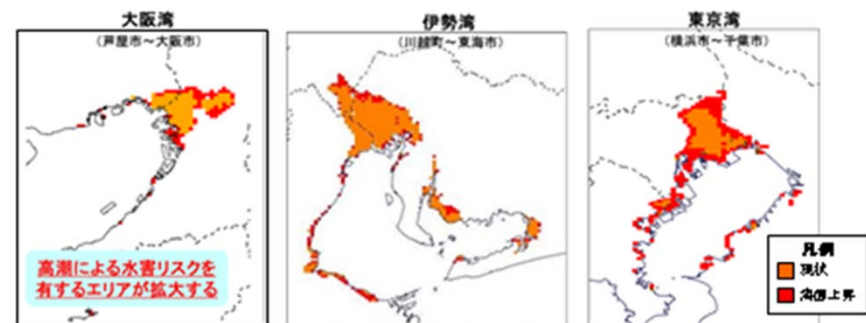 大阪湾
(芦屋市～大阪市)
伊勢湾
(川越町～東海市)
東京湾
(横浜市～千葉市)
高潮による水害リスクを
有するエリアが拡大する
凡例
現状
海面上昇